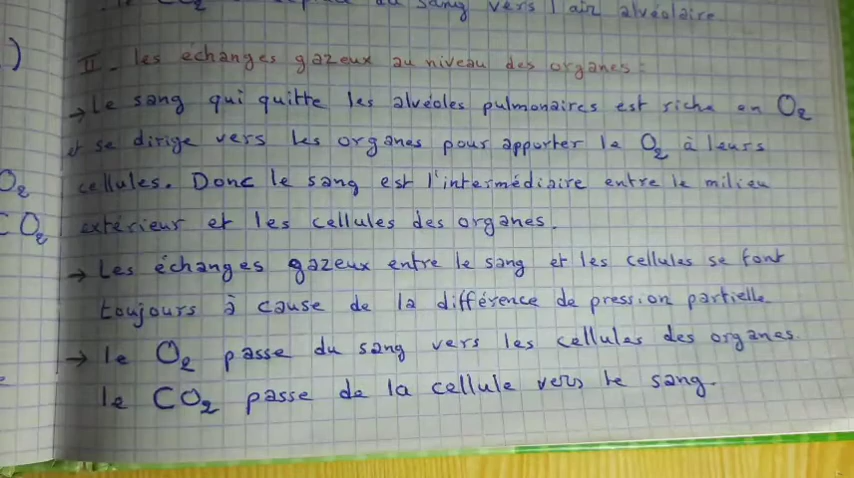 le CO2 du sang vers l'air alvéolaire
)
II - les échanges gazeux au niveau des organes:
→ Le sang qui quitte les alvéoles pulmonaires est riche en O2
et se dirige vers les organes pour apporter le O2 à leurs
O2 cellules. Donc le sang est l'intermédiaire entre le milieu
CO2 extérieur et les cellules des organes.
→ Les échanges gazeux entre le sang et les cellules se font
toujours à cause de la différence de pression partielle
→ le O2 passe du sang vers les cellules des organes.
le CO2 passe de la cellule vers le sang.